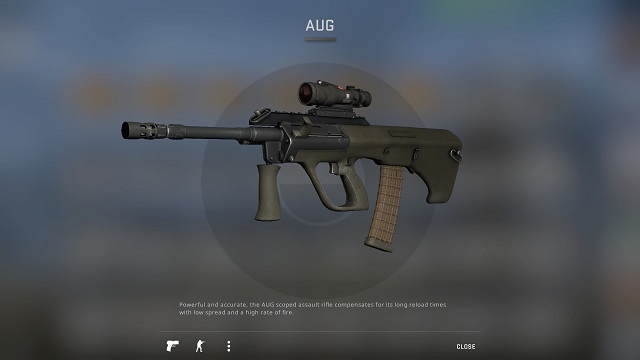 AUG
Powerful and accurate, the AUG scoped assault rifle compensates for its long reload times
with low spread and a high rate of fire.
CLOSE